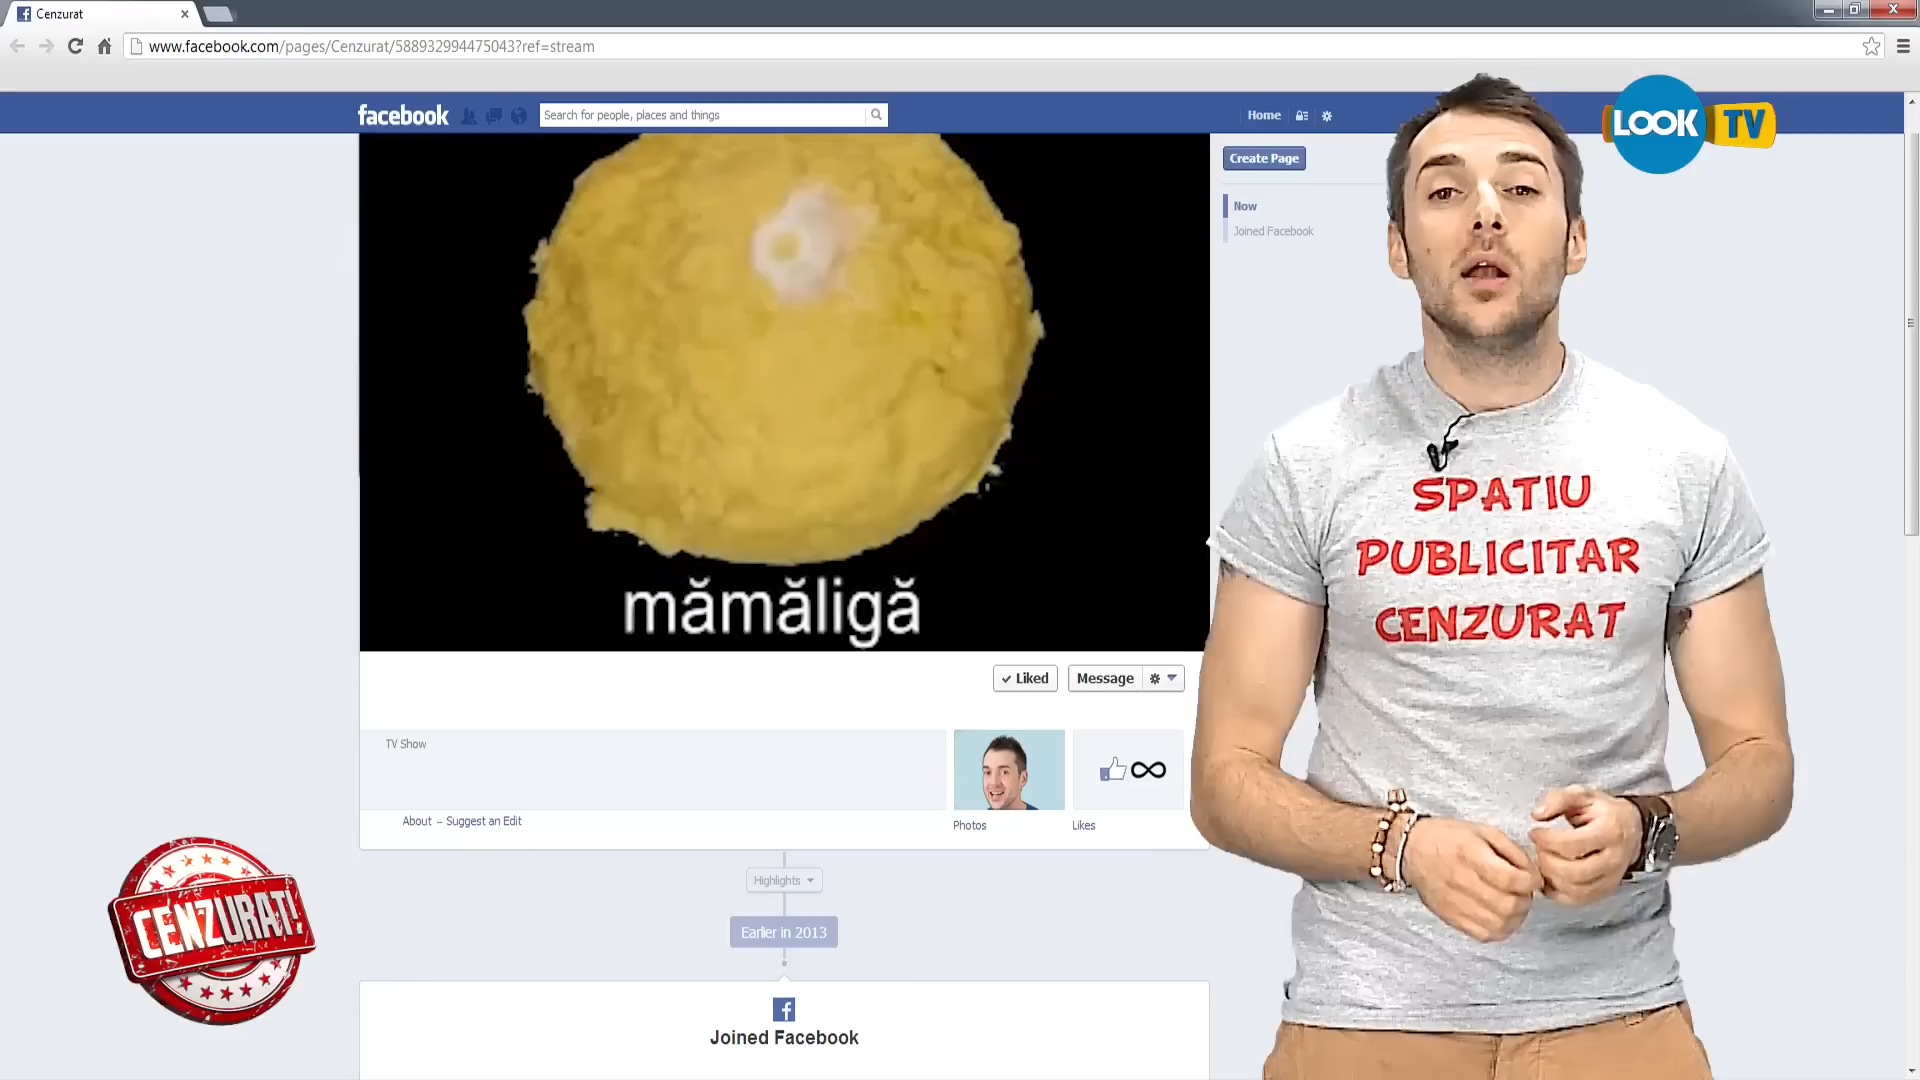 Cenzurat
www.facebook.com/pages/Cenzurat/588932994475043?ref=stream
facebook
Search for people, places and things
Home
LOOK TV
Create Page
Now
Joined Facebook
mămăligă
SPATIU
PUBLICITAR
CENZURAT
Liked
Message
TV Show
About – Suggest an Edit
Photos
Likes
Highlights
CENZURAT!
Earlier in 2013
Joined Facebook